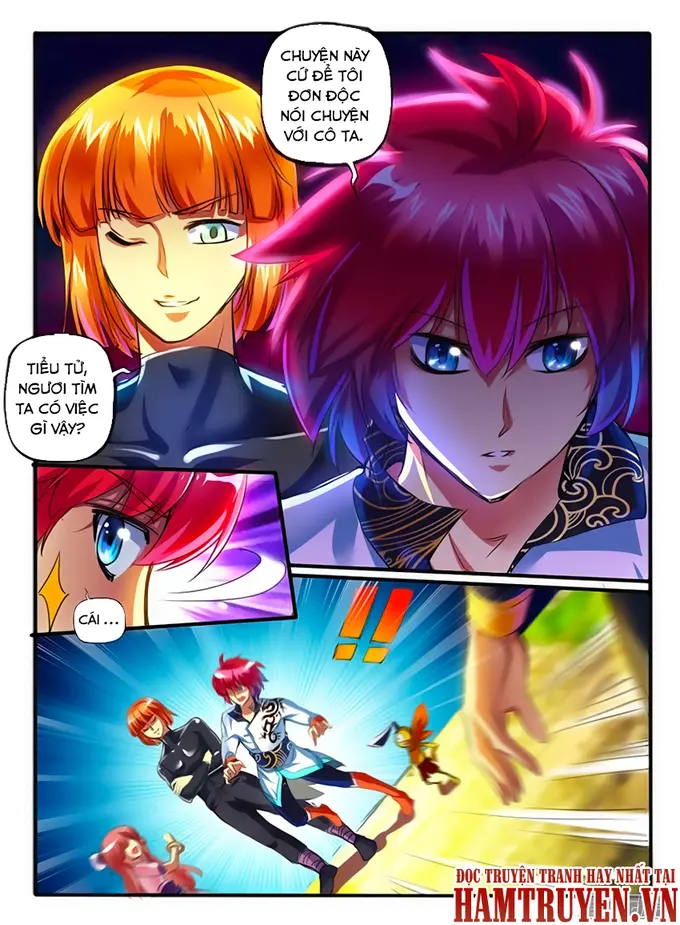 CHUYỆN NÀY
CỨ ĐỂ TÔI
ĐƠN ĐỘC
NÓI CHUYỆN
VỚI CÔ TA.
TIỂU TỬ,
NGƯƠI TÌM
TA CÓ VIỆC
GÌ VẬY?
CÁI ...
!!
ĐỌC TRUYỆN TRANH HAY NHẤT TẠI
HAMTRUYEN.VN